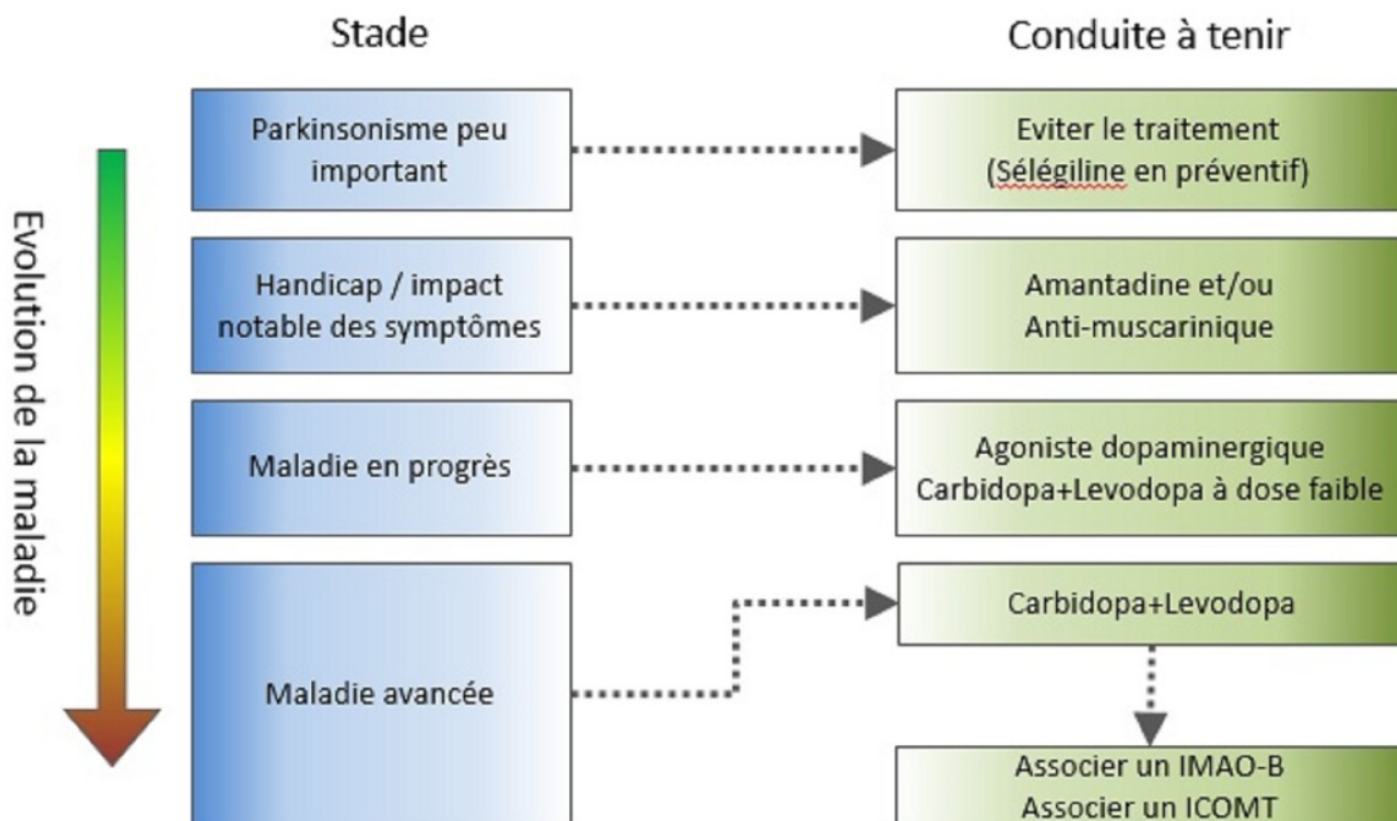 Stade
Conduite à tenir
Evolution de la maladie
Parkinsonisme peu
important
Eviter le traitement
(Sélégiline en préventif)
Handicap / impact
notable des symptômes
Amantadine et/ou
Anti-muscarinique
Maladie en progrès
Agoniste dopaminergique
Carbidopa+Levodopa à dose faible
Maladie avancée
Carbidopa+Levodopa
Associer un IMAO-B
Associer un ICOMT